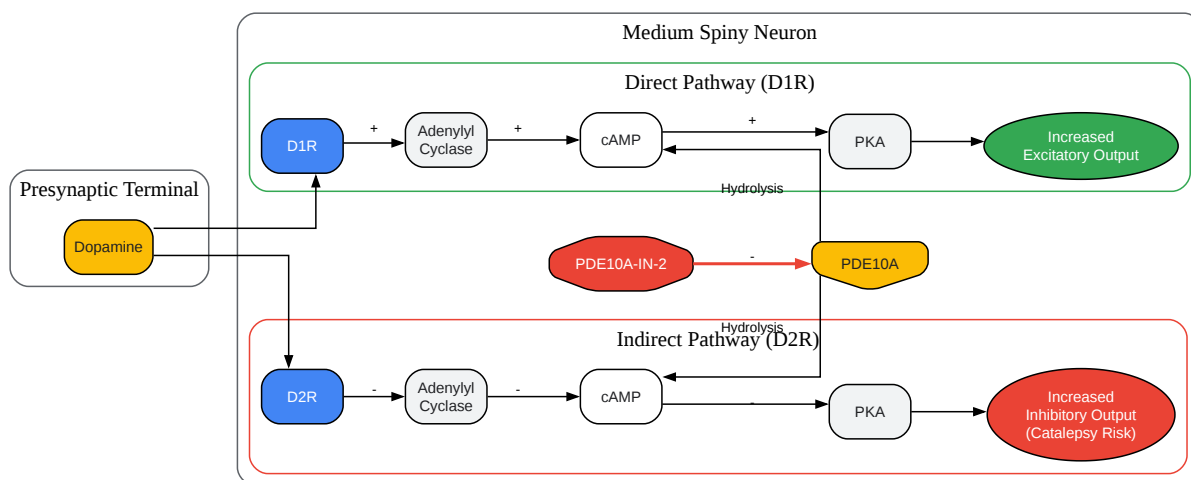 Medium Spiny Neuron
Direct Pathway (D1R)
D1R
+
Adenylyl
Cyclase
+
cAMP
+
PKA
Increased
Excitatory Output
Presynaptic Terminal
Dopamine
Hydrolysis
PDE10A-IN-2
-
PDE10A
Hydrolysis
Indirect Pathway (D2R)
D2R
-
Adenylyl
Cyclase
-
cAMP
-
PKA
Increased
Inhibitory Output
(Catalepsy Risk)